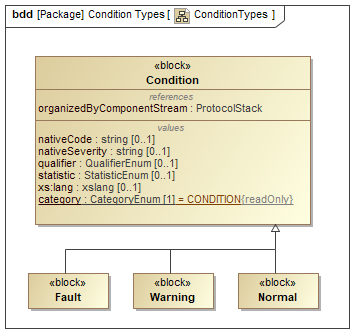 bdd [Package] Condition Types [ ConditionTypes ]
«block»
Condition
references
organizedByComponentStream : ProtocolStack
values
nativeCode : string [0..1]
nativeSeverity : string [0..1]
qualifier : QualifierEnum [0..1]
statistic : StatisticEnum [0..1]
xs:lang : xslang [0..1]
category : CategoryEnum [1] = CONDITION{readOnly}
«block» «block» «block»
Fault Warning Normal